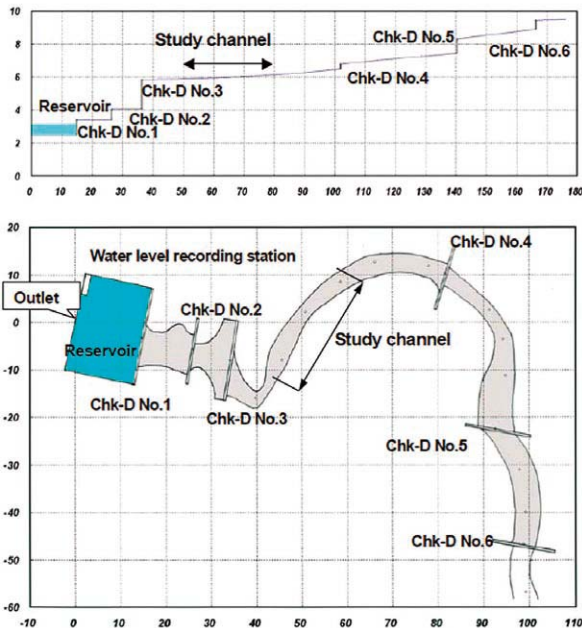 10
8
6
4
2
0
Study channel
Chk-D No.5
Chk-D No.6
Chk-D No.4
Chk-D No.3
Reservoir
Chk-D No.2
Chk-D No.1
0 10 20 30 40 50 60 70 80 90 100 110 120 130 140 150 160 170 180
20
10
0
-10
-20
-30
-40
-50
-60
Water level recording station
Chk-D No.4
Outlet
Chk-D No.2
Reservoir
Study channel
Chk-D No.1
Chk-D No.3
Chk-D No.5
Chk-D No.6
-10 0 10 20 30 40 50 60 70 80 90 100 110